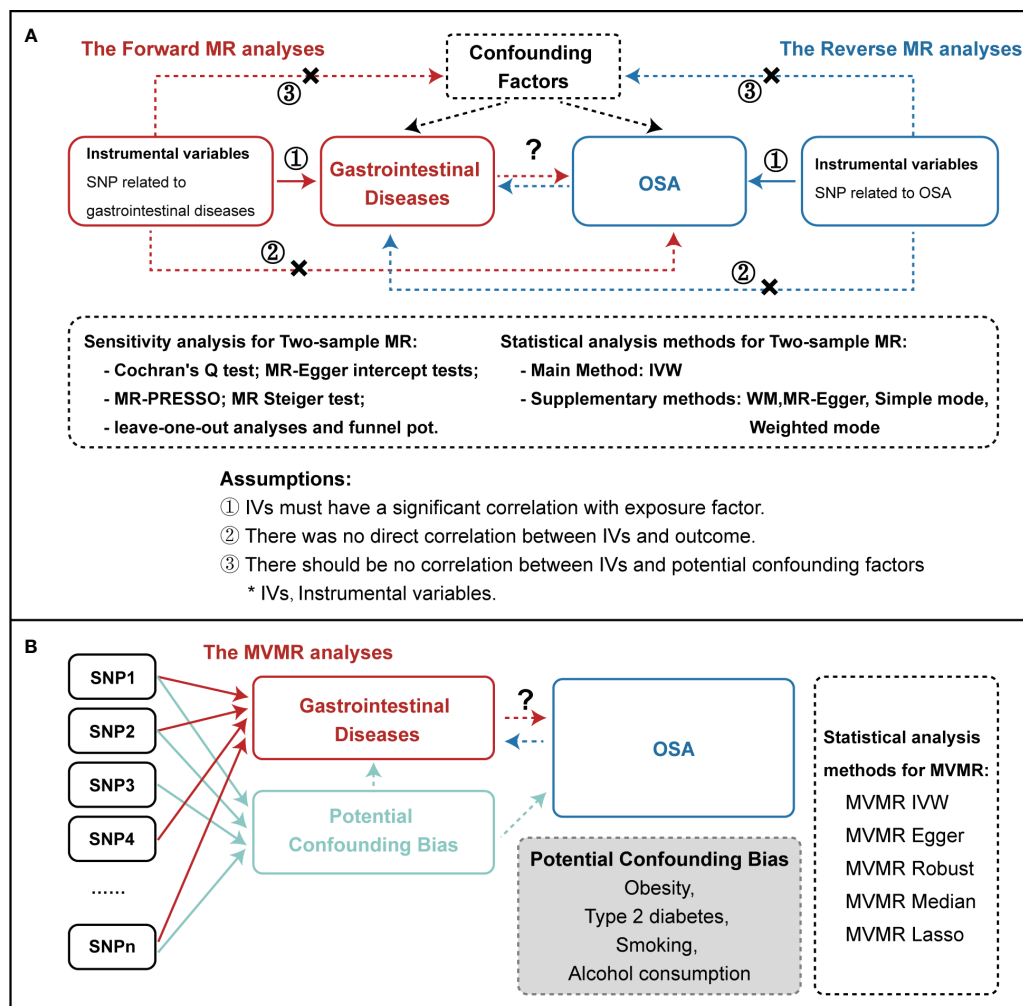 A
The Forward MR analyses
Confounding
Factors
The Reverse MR analyses
③
③
Instrumental variables
SNP related to
gastrointestinal diseases
①
Gastrointestinal
Diseases
?
OSA
①
Instrumental variables
SNP related to OSA
②
②
Sensitivity analysis for Two-sample MR:
- Cochran's Q test; MR-Egger intercept tests;
- MR-PRESSO; MR Steiger test;
- leave-one-out analyses and funnel pot.
Statistical analysis methods for Two-sample MR:
- Main Method: IVW
- Supplementary methods: WM,MR-Egger, Simple mode,
Weighted mode
Assumptions:
① IVs must have a significant correlation with exposure factor.
② There was no direct correlation between IVs and outcome.
③ There should be no correlation between IVs and potential confounding factors
* IVs, Instrumental variables.
B
The MVMR analyses
SNP1
SNP2
SNP3
SNP4
......
SNPn
Gastrointestinal
Diseases
?
OSA
Potential
Confounding Bias
Potential Confounding Bias
Obesity,
Type 2 diabetes,
Smoking,
Alcohol consumption
Statistical analysis
methods for MVMR:
MVMR IVW
MVMR Egger
MVMR Robust
MVMR Median
MVMR Lasso